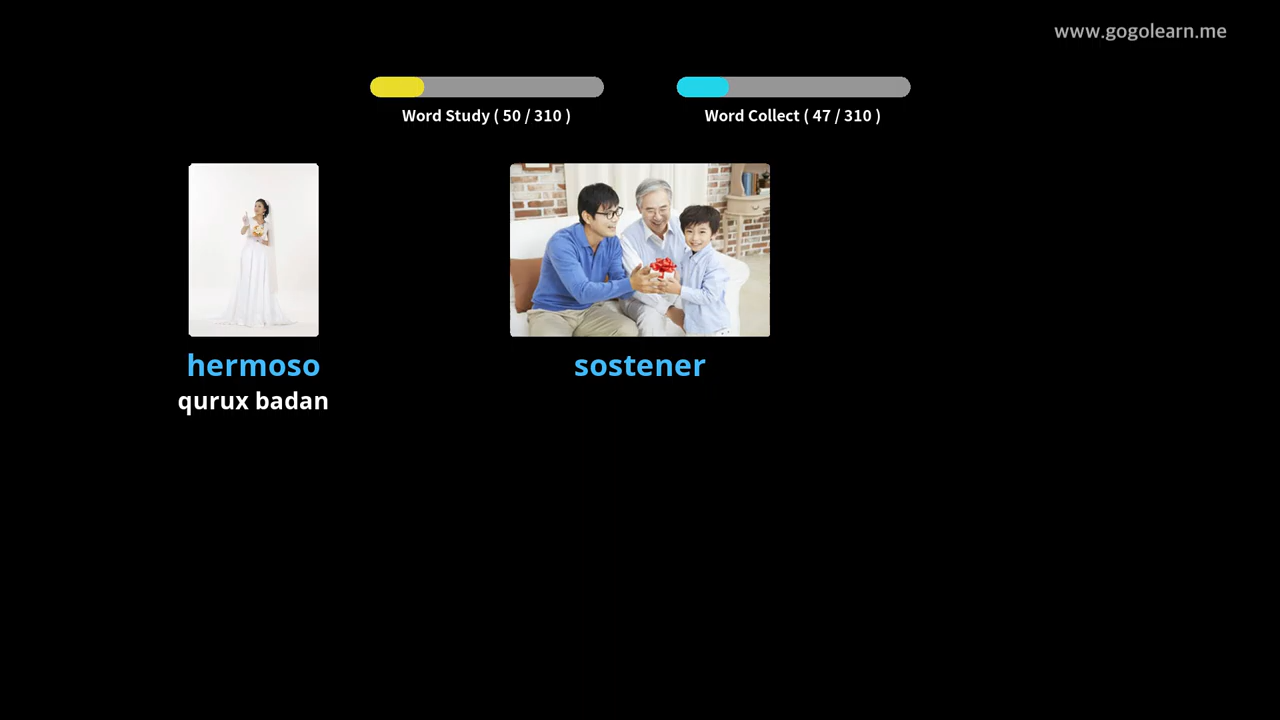 www.gogolearn.me
Word Study ( 50 / 310 )
Word Collect ( 47 / 310 )
hermoso
sostener
qurux badan